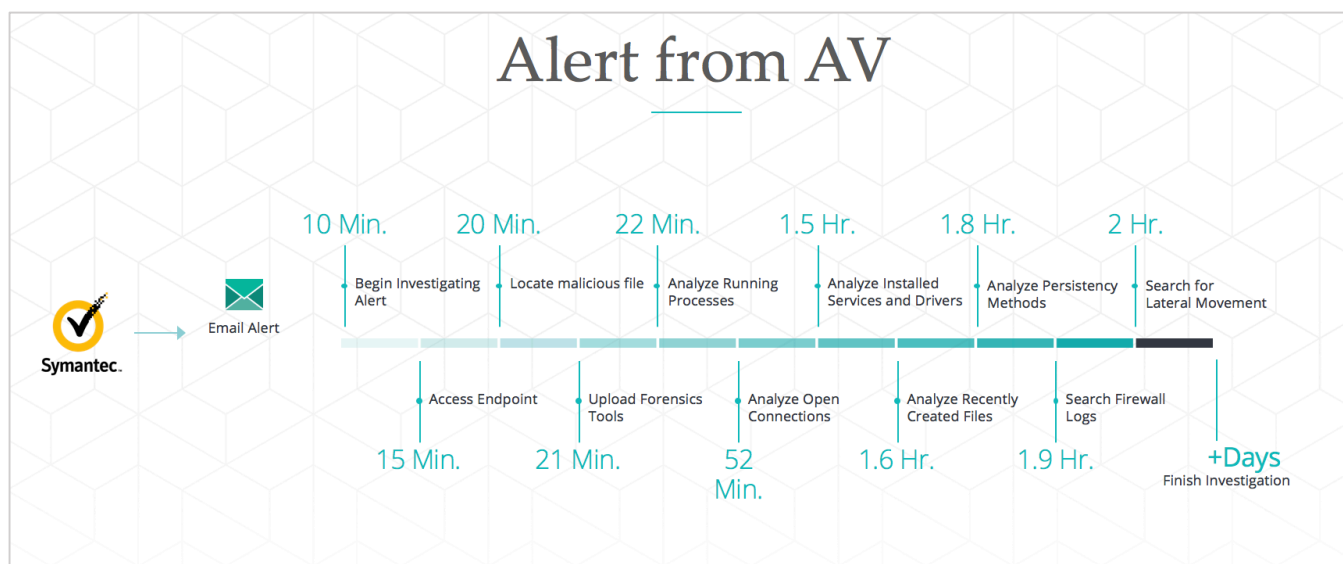 Alert from AV
10 Min.
20 Min.
22 Min.
1.5 Hr.
1.8 Hr.
2 Hr.
Begin Investigating
Alert
Locate malicious file
Analyze Running
Processes
Analyze Installed
Services and Drivers
Analyze Persistency
Methods
Search for
Lateral Movement
Email Alert
Symantec.
Access Endpoint
Upload Forensics
Tools
Analyze Open
Connections
Analyze Recently
Created Files
Search Firewall
Logs
15 Min.
21 Min.
52
Min.
1.6 Hr.
1.9 Hr.
+Days
Finish Investigation